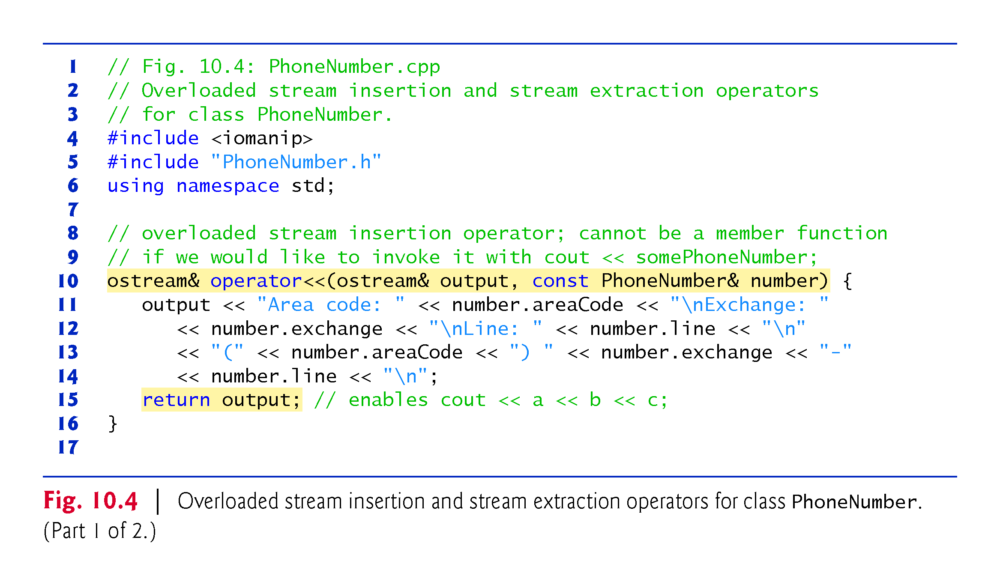 1 // Fig. 10.4: PhoneNumber.cpp
2 // Overloaded stream insertion and stream extraction operators
3 // for class PhoneNumber.
4 #include <iomanip>
5 #include "PhoneNumber.h"
6 using namespace std;
7
8 // overloaded stream insertion operator; cannot be a member function
9 // if we would like to invoke it with cout << somePhoneNumber;
10 ostream& operator<<(ostream& output, const PhoneNumber& number) {
11    output << "Area code: " << number.areaCode << "\nExchange: "
12       << number.exchange << "\nLine: " << number.line << "\n"
13       << "(" << number.areaCode << ") " << number.exchange << "-"
14       << number.line << "\n";
15    return output; // enables cout << a << b << c;
16 }
17
Fig. 10.4 | Overloaded stream insertion and stream extraction operators for class PhoneNumber.
(Part 1 of 2.)